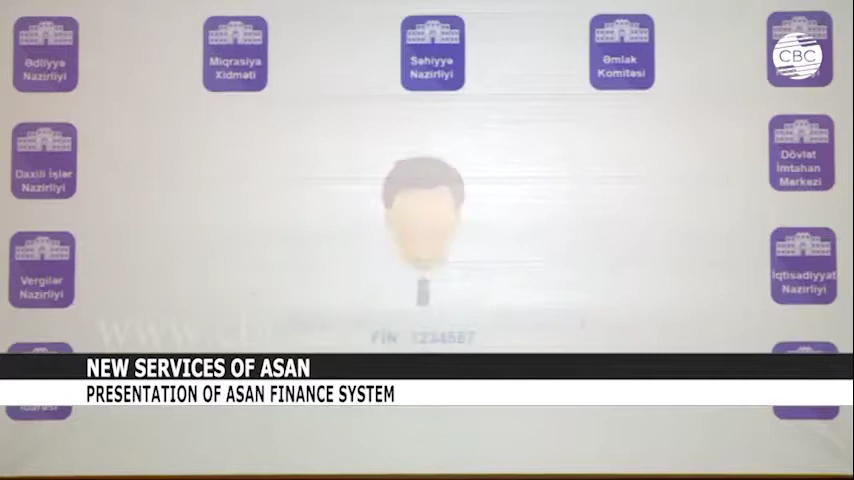 Ədliyyə
Nazirliyi
Miqrasiya
Xidməti
Səhiyyə
Nazirliyi
Əmlak
Komitəsi
CBC
Daxili İşlər
Nazirliyi
Dövlət
İmtahan
Mərkəzi
Vergilər
Nazirliyi
İqtisadiyyat
Nazirliyi
FİN 1234567
NEW SERVICES OF ASAN
PRESENTATION OF ASAN FINANCE SYSTEM